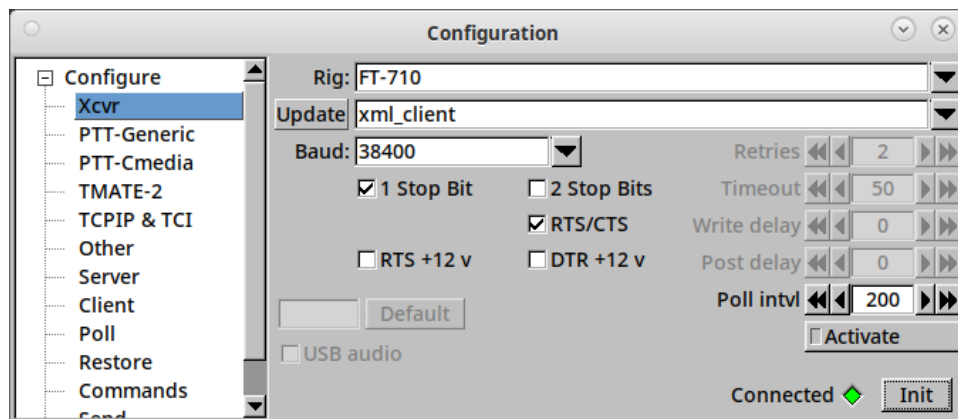 Configuration
Configure
Xcvr
PTT-Generic
PTT-Cmedia
TMATE-2
TCPIP & TCI
Other
Server
Client
Poll
Restore
Commands
Send
Rig: FT-710
Update xml_client
Baud: 38400
Retries 2
1 Stop Bit 2 Stop Bits Timeout 50
RTS/CTS Write delay 0
RTS +12 v DTR +12 v Post delay 0
Poll intvl 200
Default
Activate
USB audio
Connected Init